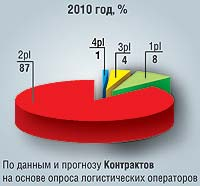 2010 год, %
4pl
1
3pl
4
1pl
8
2pl
87
По данным и прогнозу Контрактов
на основе опроса логистических операторов